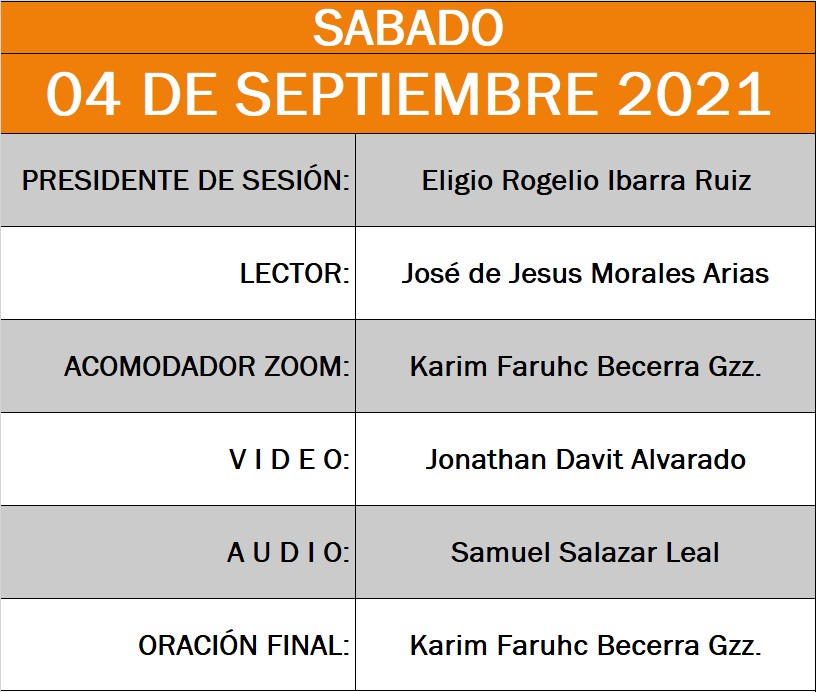 SABADO
04 DE SEPTIEMBRE 2021
PRESIDENTE DE SESIÓN: Eligio Rogelio Ibarra Ruiz
LECTOR: José de Jesus Morales Arias
ACOMODADOR ZOOM: Karim Faruhc Becerra Gzz.
V I D E O: Jonathan Davit Alvarado
A U D I O: Samuel Salazar Leal
ORACIÓN FINAL: Karim Faruhc Becerra Gzz.